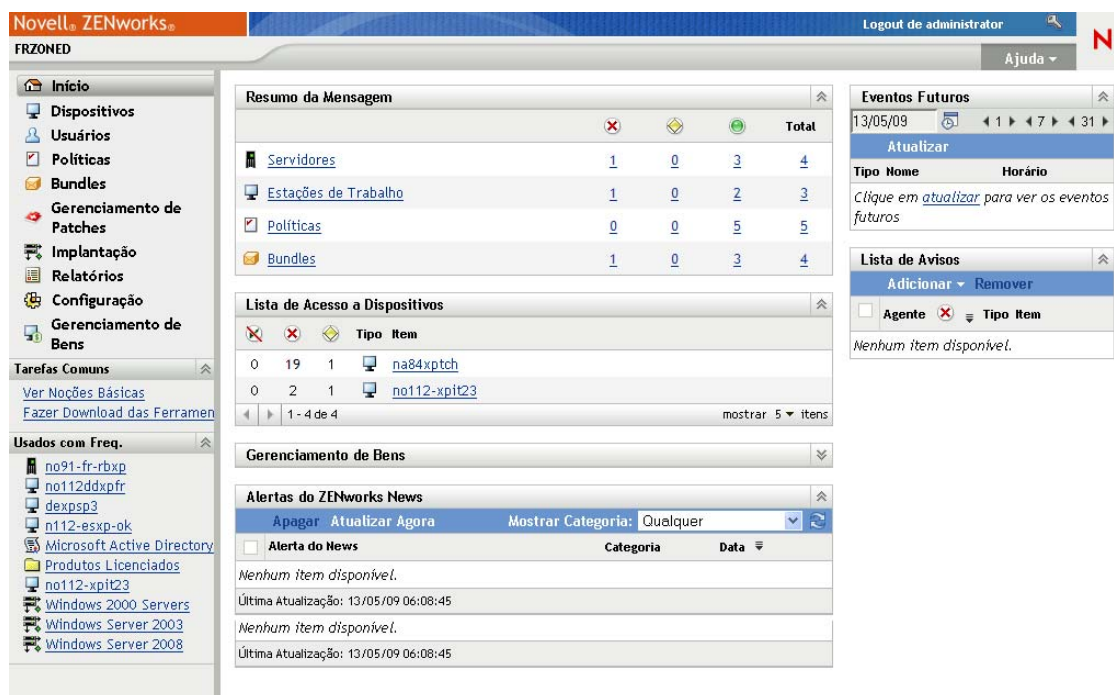 Novell® ZENworks®
Logout de administrator
FRZONED
N
Ajuda
Início
Dispositivos
Usuários
Políticas
Bundles
Gerenciamento de
Patches
Implantação
Relatórios
Configuração
Gerenciamento de
Bens
Tarefas Comuns
Ver Noções Básicas
Fazer Download das Ferramen
Usados com Freq.
no91-fr-rbxp
no112ddxpfr
dexpsp3
n112-esxp-ok
Microsoft Active Directory
Produtos Licenciados
no112-xpit23
Windows 2000 Servers
Windows Server 2003
Windows Server 2008
Resumo da Mensagem
Total
Servidores 1 0 3 4
Estações de Trabalho 1 0 2 3
Políticas 0 0 5 5
Bundles 1 0 3 4
Lista de Acesso a Dispositivos
Tipo Item
0 19 1 na84xptch
0 2 1 no112-xpit23
1 - 4 de 4 mostrar 5 itens
Gerenciamento de Bens
Alertas do ZENworks News
Apagar Atualizar Agora Mostrar Categoria: Qualquer
Alerta do News Categoria Data
Nenhum item disponível.
Última Atualização: 13/05/09 06:08:45
Nenhum item disponível.
Última Atualização: 13/05/09 06:08:45
Eventos Futuros
13/05/09 1 7 31
Atualizar
Tipo Nome Horário
Clique em atualizar para ver os eventos
futuros
Lista de Avisos
Adicionar Remover
Agente Tipo Item
Nenhum item disponível.